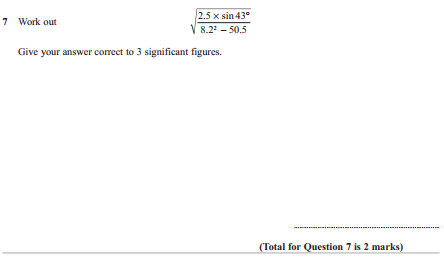 7 Work out √(2.5 × sin 43° / 8.2² – 50.5)
Give your answer correct to 3 significant figures.
(Total for Question 7 is 2 marks)